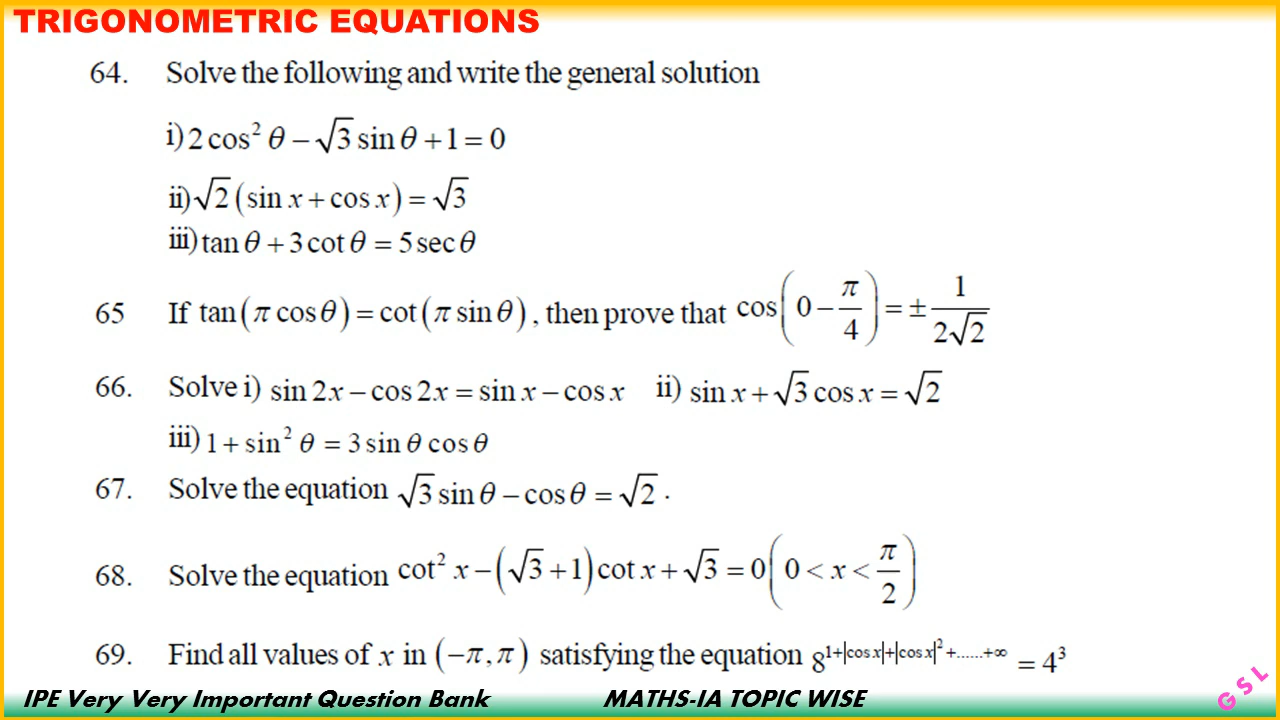 TRIGONOMETRIC EQUATIONS
64. Solve the following and write the general solution
i) 2 cos² θ − √3 sin θ + 1 = 0
ii) √2 (sin x + cos x) = √3
iii) tan θ + 3 cot θ = 5 sec θ
65 If tan(π cos θ) = cot(π sin θ), then prove that cos(0 − π/4) = ± 1/(2√2)
66. Solve i) sin 2x − cos 2x = sin x − cos x ii) sin x + √3 cos x = √2
iii) 1 + sin² θ = 3 sin θ cos θ
67. Solve the equation √3 sin θ − cos θ = √2 .
68. Solve the equation cot² x − (√3 + 1) cot x + √3 = 0 (0 < x < π/2)
69. Find all values of x in (−π, π) satisfying the equation 8^(1+|cos x|+|cos x|²+......+∞) = 4³
IPE Very Very Important Question Bank MATHS-IA TOPIC WISE
G S L